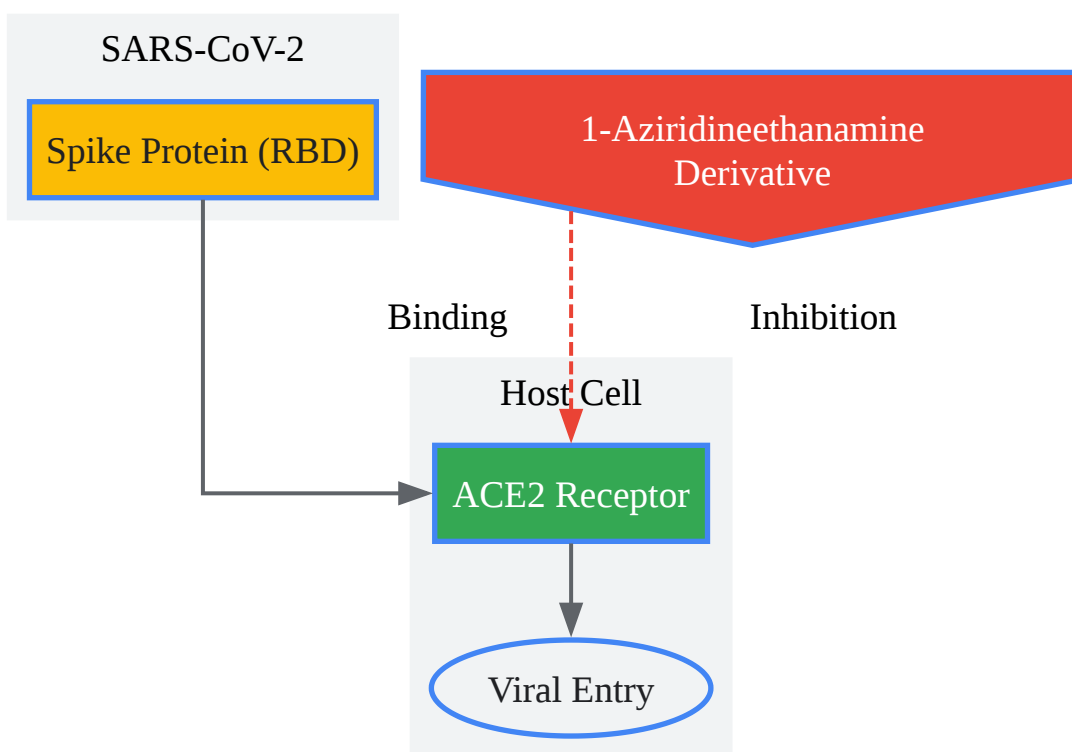 SARS-CoV-2
Spike Protein (RBD)
1-Aziridineethanamine
Derivative
Binding
Inhibition
Host Cell
ACE2 Receptor
Viral Entry